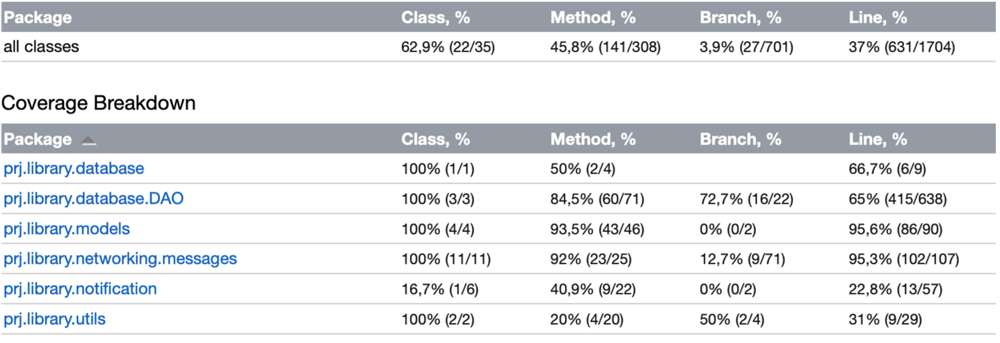 Package Class, % Method, % Branch, % Line, %
all classes 62,9% (22/35) 45,8% (141/308) 3,9% (27/701) 37% (631/1704)
Coverage Breakdown
Package Class, % Method, % Branch, % Line, %
prj.library.database 100% (1/1) 50% (2/4) 66,7% (6/9)
prj.library.database.DAO 100% (3/3) 84,5% (60/71) 72,7% (16/22) 65% (415/638)
prj.library.models 100% (4/4) 93,5% (43/46) 0% (0/2) 95,6% (86/90)
prj.library.networking.messages 100% (11/11) 92% (23/25) 12,7% (9/71) 95,3% (102/107)
prj.library.notification 16,7% (1/6) 40,9% (9/22) 0% (0/2) 22,8% (13/57)
prj.library.utils 100% (2/2) 20% (4/20) 50% (2/4) 31% (9/29)